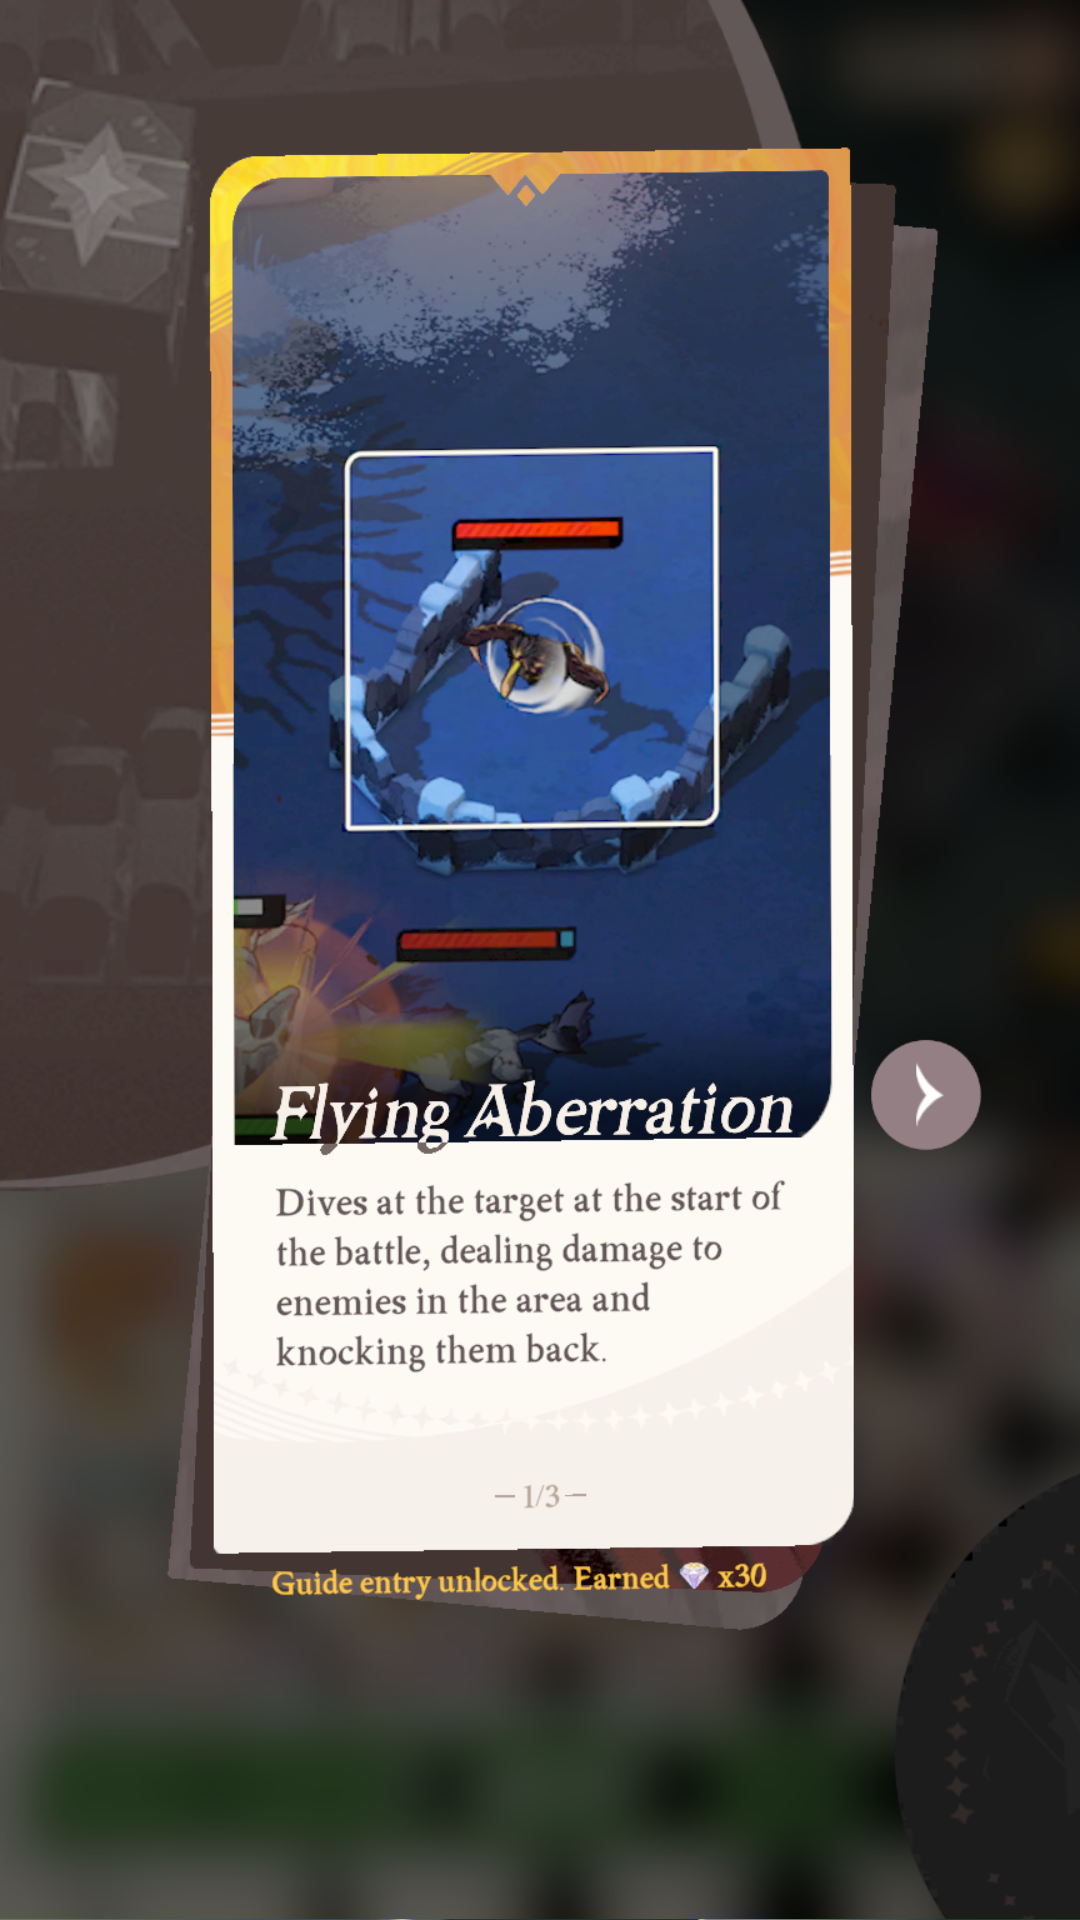 Flying Aberration
Dives at the target at the start of
the battle, dealing damage to
enemies in the area and
knocking them back.
— 1/3 —
Guide entry unlocked. Earned x30